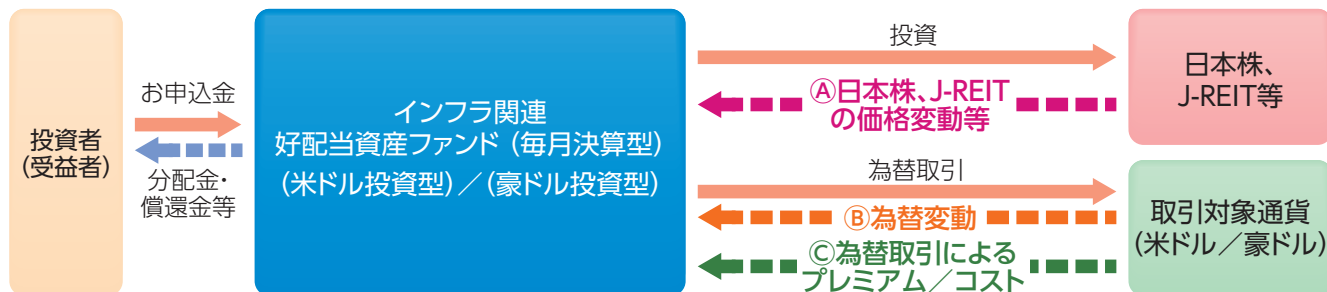 投資者
(受益者)
お申込金
分配金・
償還金等
インフラ関連
好配当資産ファンド（毎月決算型）
（米ドル投資型）／（豪ドル投資型）
投資
Ⓐ日本株、J-REIT
の価格変動等
日本株、
J-REIT等
為替取引
Ⓑ為替変動
Ⓒ為替取引による
プレミアム／コスト
取引対象通貨
(米ドル／豪ドル)